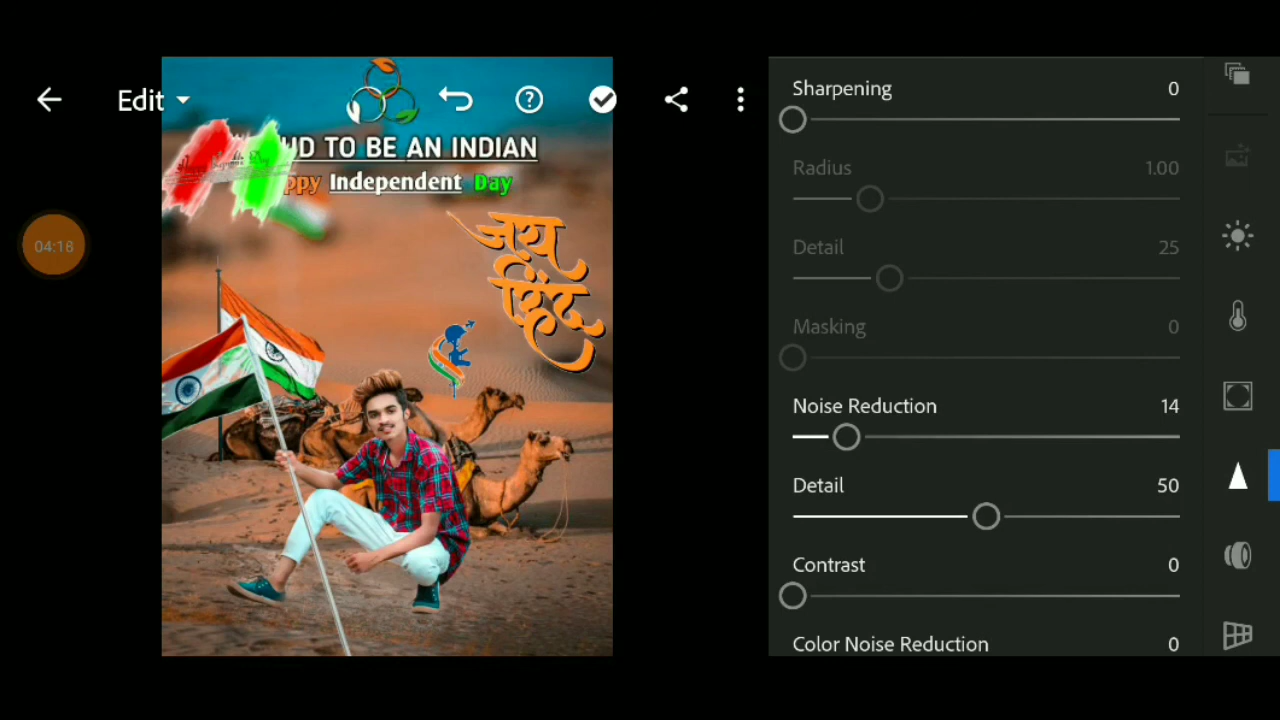 Edit
UD TO BE AN INDIAN
ppy Independent Day
जय
हिंद
04:16
Sharpening 0
Radius 1.00
Detail 25
Masking 0
Noise Reduction 14
Detail 50
Contrast 0
Color Noise Reduction 0